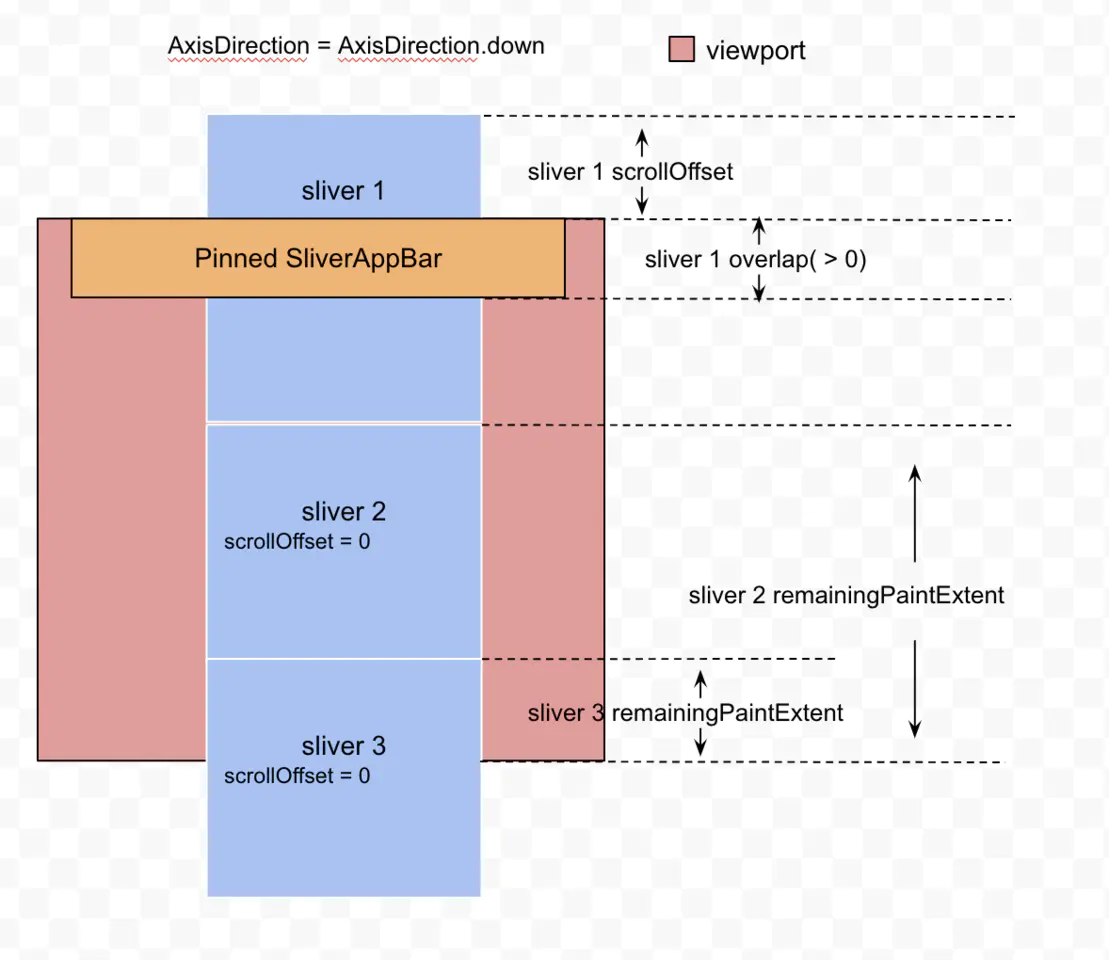 AxisDirection = AxisDirection.down
viewport
sliver 1
sliver 1 scrollOffset
Pinned SliverAppBar
sliver 1 overlap( > 0)
sliver 2
scrollOffset = 0
sliver 2 remainingPaintExtent
sliver 3 remainingPaintExtent
sliver 3
scrollOffset = 0